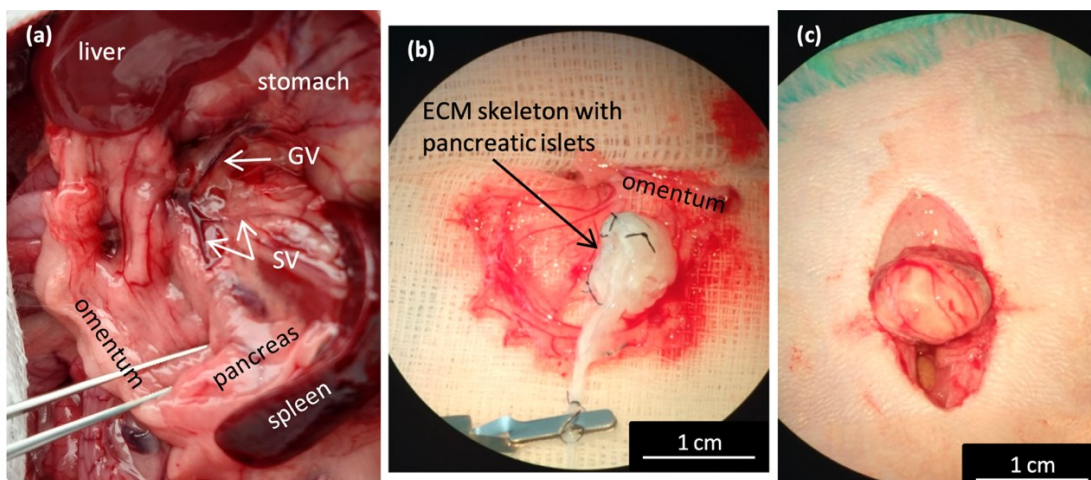 (a)
liver
stomach
GV
SV
omentum
pancreas
spleen
(b)
ECM skeleton with
pancreatic islets
omentum
1 cm
(c)
1 cm